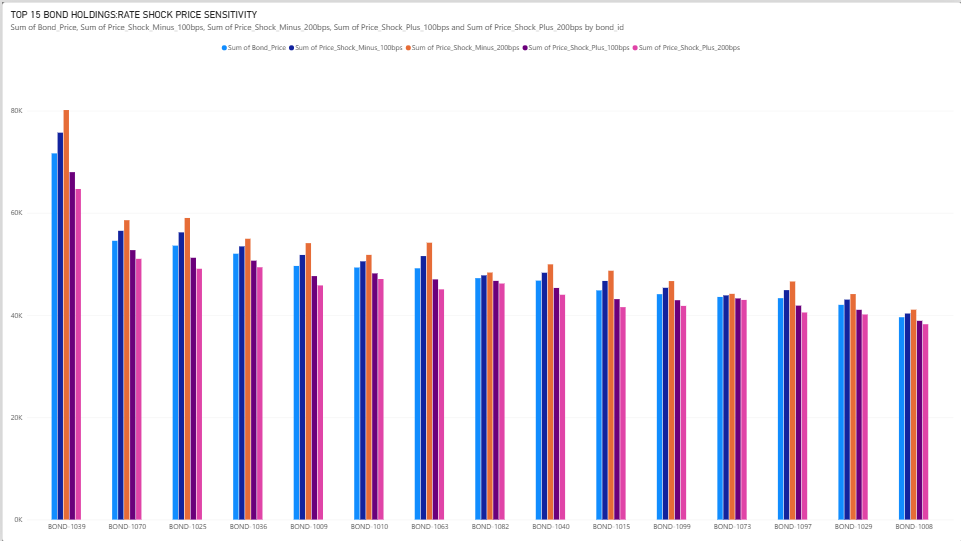 TOP 15 BOND HOLDINGS:RATE SHOCK PRICE SENSITIVITY
Sum of Bond_Price, Sum of Price_Shock_Minus_100bps, Sum of Price_Shock_Minus_200bps, Sum of Price_Shock_Plus_100bps and Sum of Price_Shock_Plus_200bps by bond_id
Sum of Bond_Price Sum of Price_Shock_Minus_100bps Sum of Price_Shock_Minus_200bps Sum of Price_Shock_Plus_100bps Sum of Price_Shock_Plus_200bps
80K
60K
40K
20K
0K
BOND-1039 BOND-1070 BOND-1025 BOND-1036 BOND-1009 BOND-1010 BOND-1063 BOND-1082 BOND-1040 BOND-1015 BOND-1099 BOND-1073 BOND-1097 BOND-1029 BOND-1008